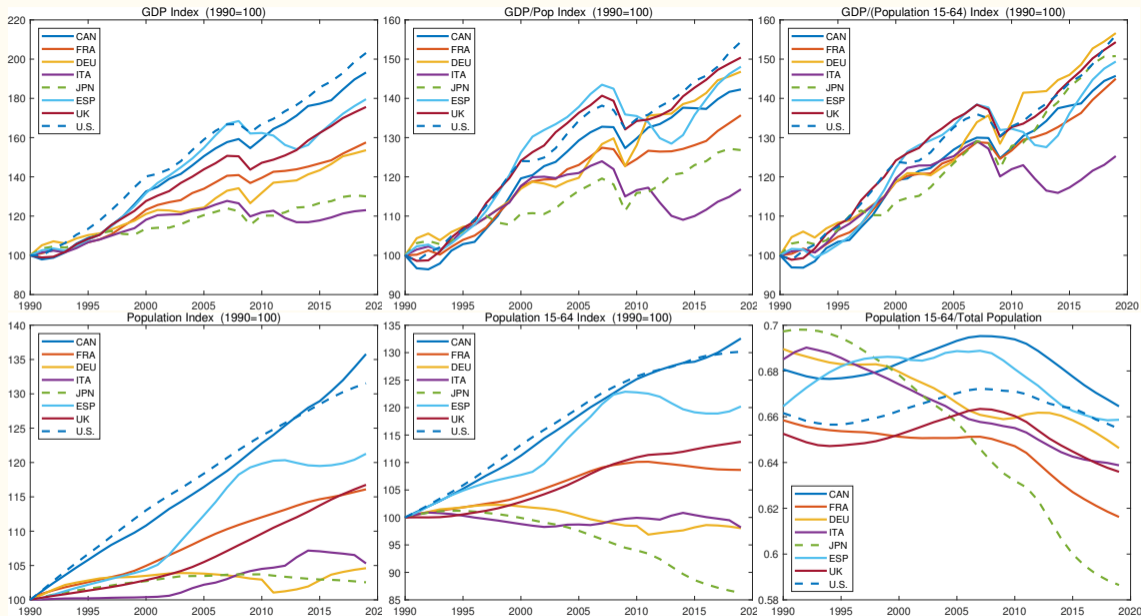 GDP Index (1990=100)
220
200
180
160
140
120
100
80
1990
1995
2000
2005
2010
2015
202
CAN
FRA
DEU
ITA
JPN
ESP
UK
U.S.
GDP/Pop Index (1990=100)
160
150
140
130
120
110
100
90
1990
1995
2000
2005
2010
2015
202
CAN
FRA
DEU
ITA
JPN
ESP
UK
U.S.
GDP/(Population 15-64) Index (1990=100)
160
150
140
130
120
110
100
90
1990
1995
2000
2005
2010
2015
2020
CAN
FRA
DEU
ITA
JPN
ESP
UK
U.S.
Population Index (1990=100)
140
135
130
125
120
115
110
105
100
1990
1995
2000
2005
2010
2015
202
CAN
FRA
DEU
ITA
JPN
ESP
UK
U.S.
Population 15-64 Index (1990=100)
135
130
125
120
115
110
105
100
95
90
85
1990
1995
2000
2005
2010
2015
202
CAN
FRA
DEU
ITA
JPN
ESP
UK
U.S.
Population 15-64/Total Population
0.7
0.68
0.66
0.64
0.62
0.6
0.58
1990
1995
2000
2005
2010
2015
2020
CAN
FRA
DEU
ITA
JPN
ESP
UK
U.S.